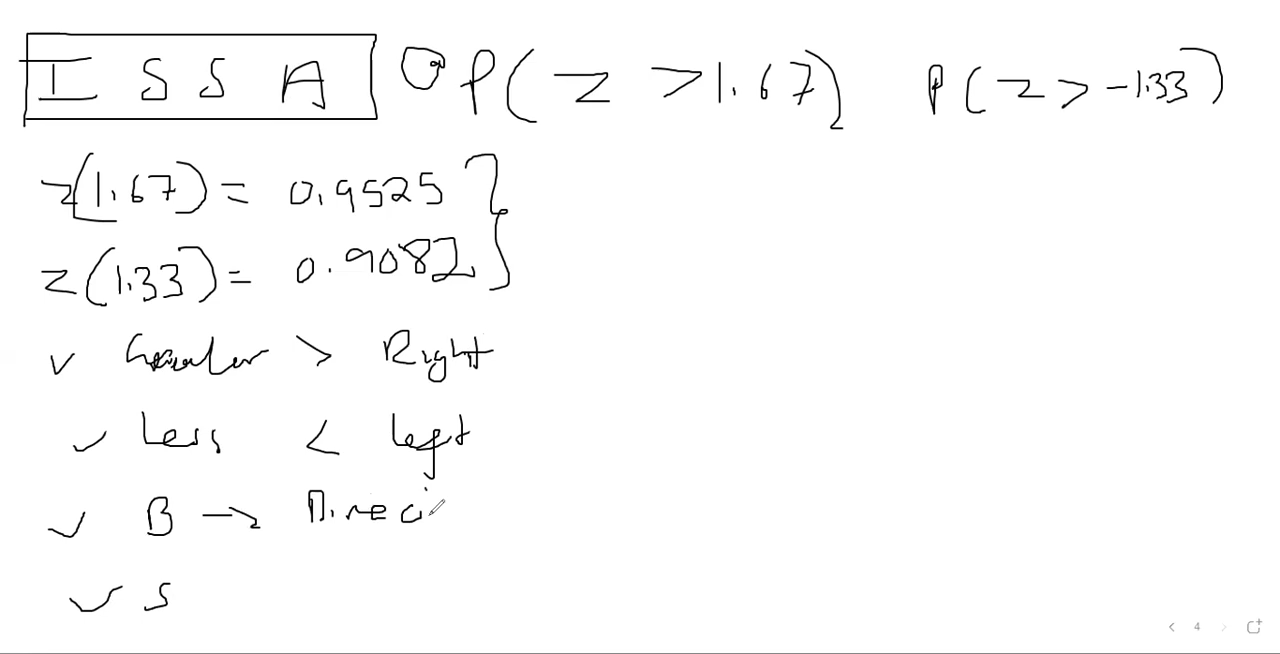 I S S A P(Z >1.67) P(Z > -1.33)
z(1.67) = 0.9525
z(1.33) = 0.9082
✓ Greater > Right
✓ Less < left
✓ B → Direc
✓ S
4